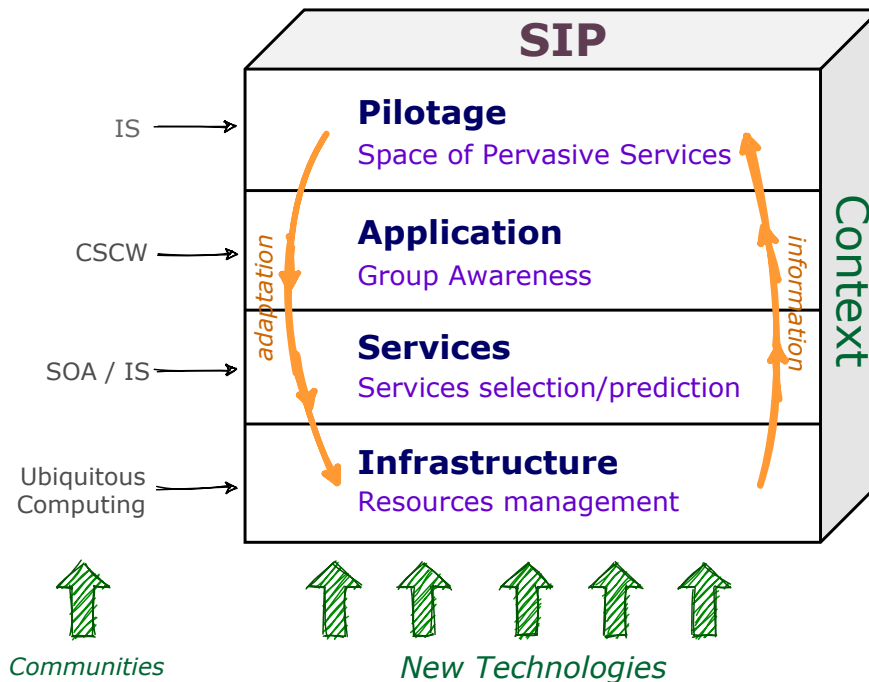 SIP
IS
Pilotage
Space of Pervasive Services
CSCW
Application
Group Awareness
adaptation
information
Context
SOA / IS
Services
Services selection/prediction
Ubiquitous
Computing
Infrastructure
Resources management
Communities
New Technologies